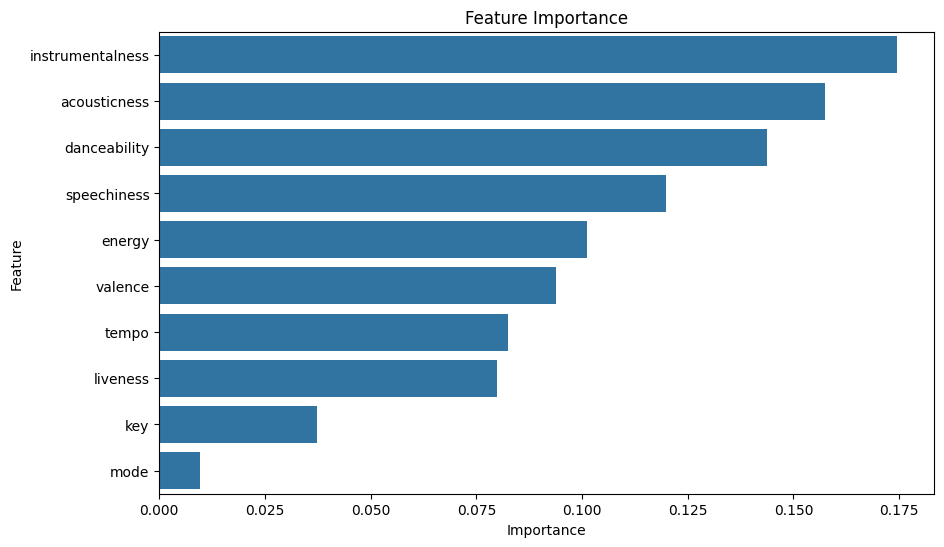 Feature Importance
instrumentalness
acousticness
danceability
speechiness
energy
valence
tempo
liveness
key
mode
Feature
0.000
0.025
0.050
0.075
0.100
0.125
0.150
0.175
Importance